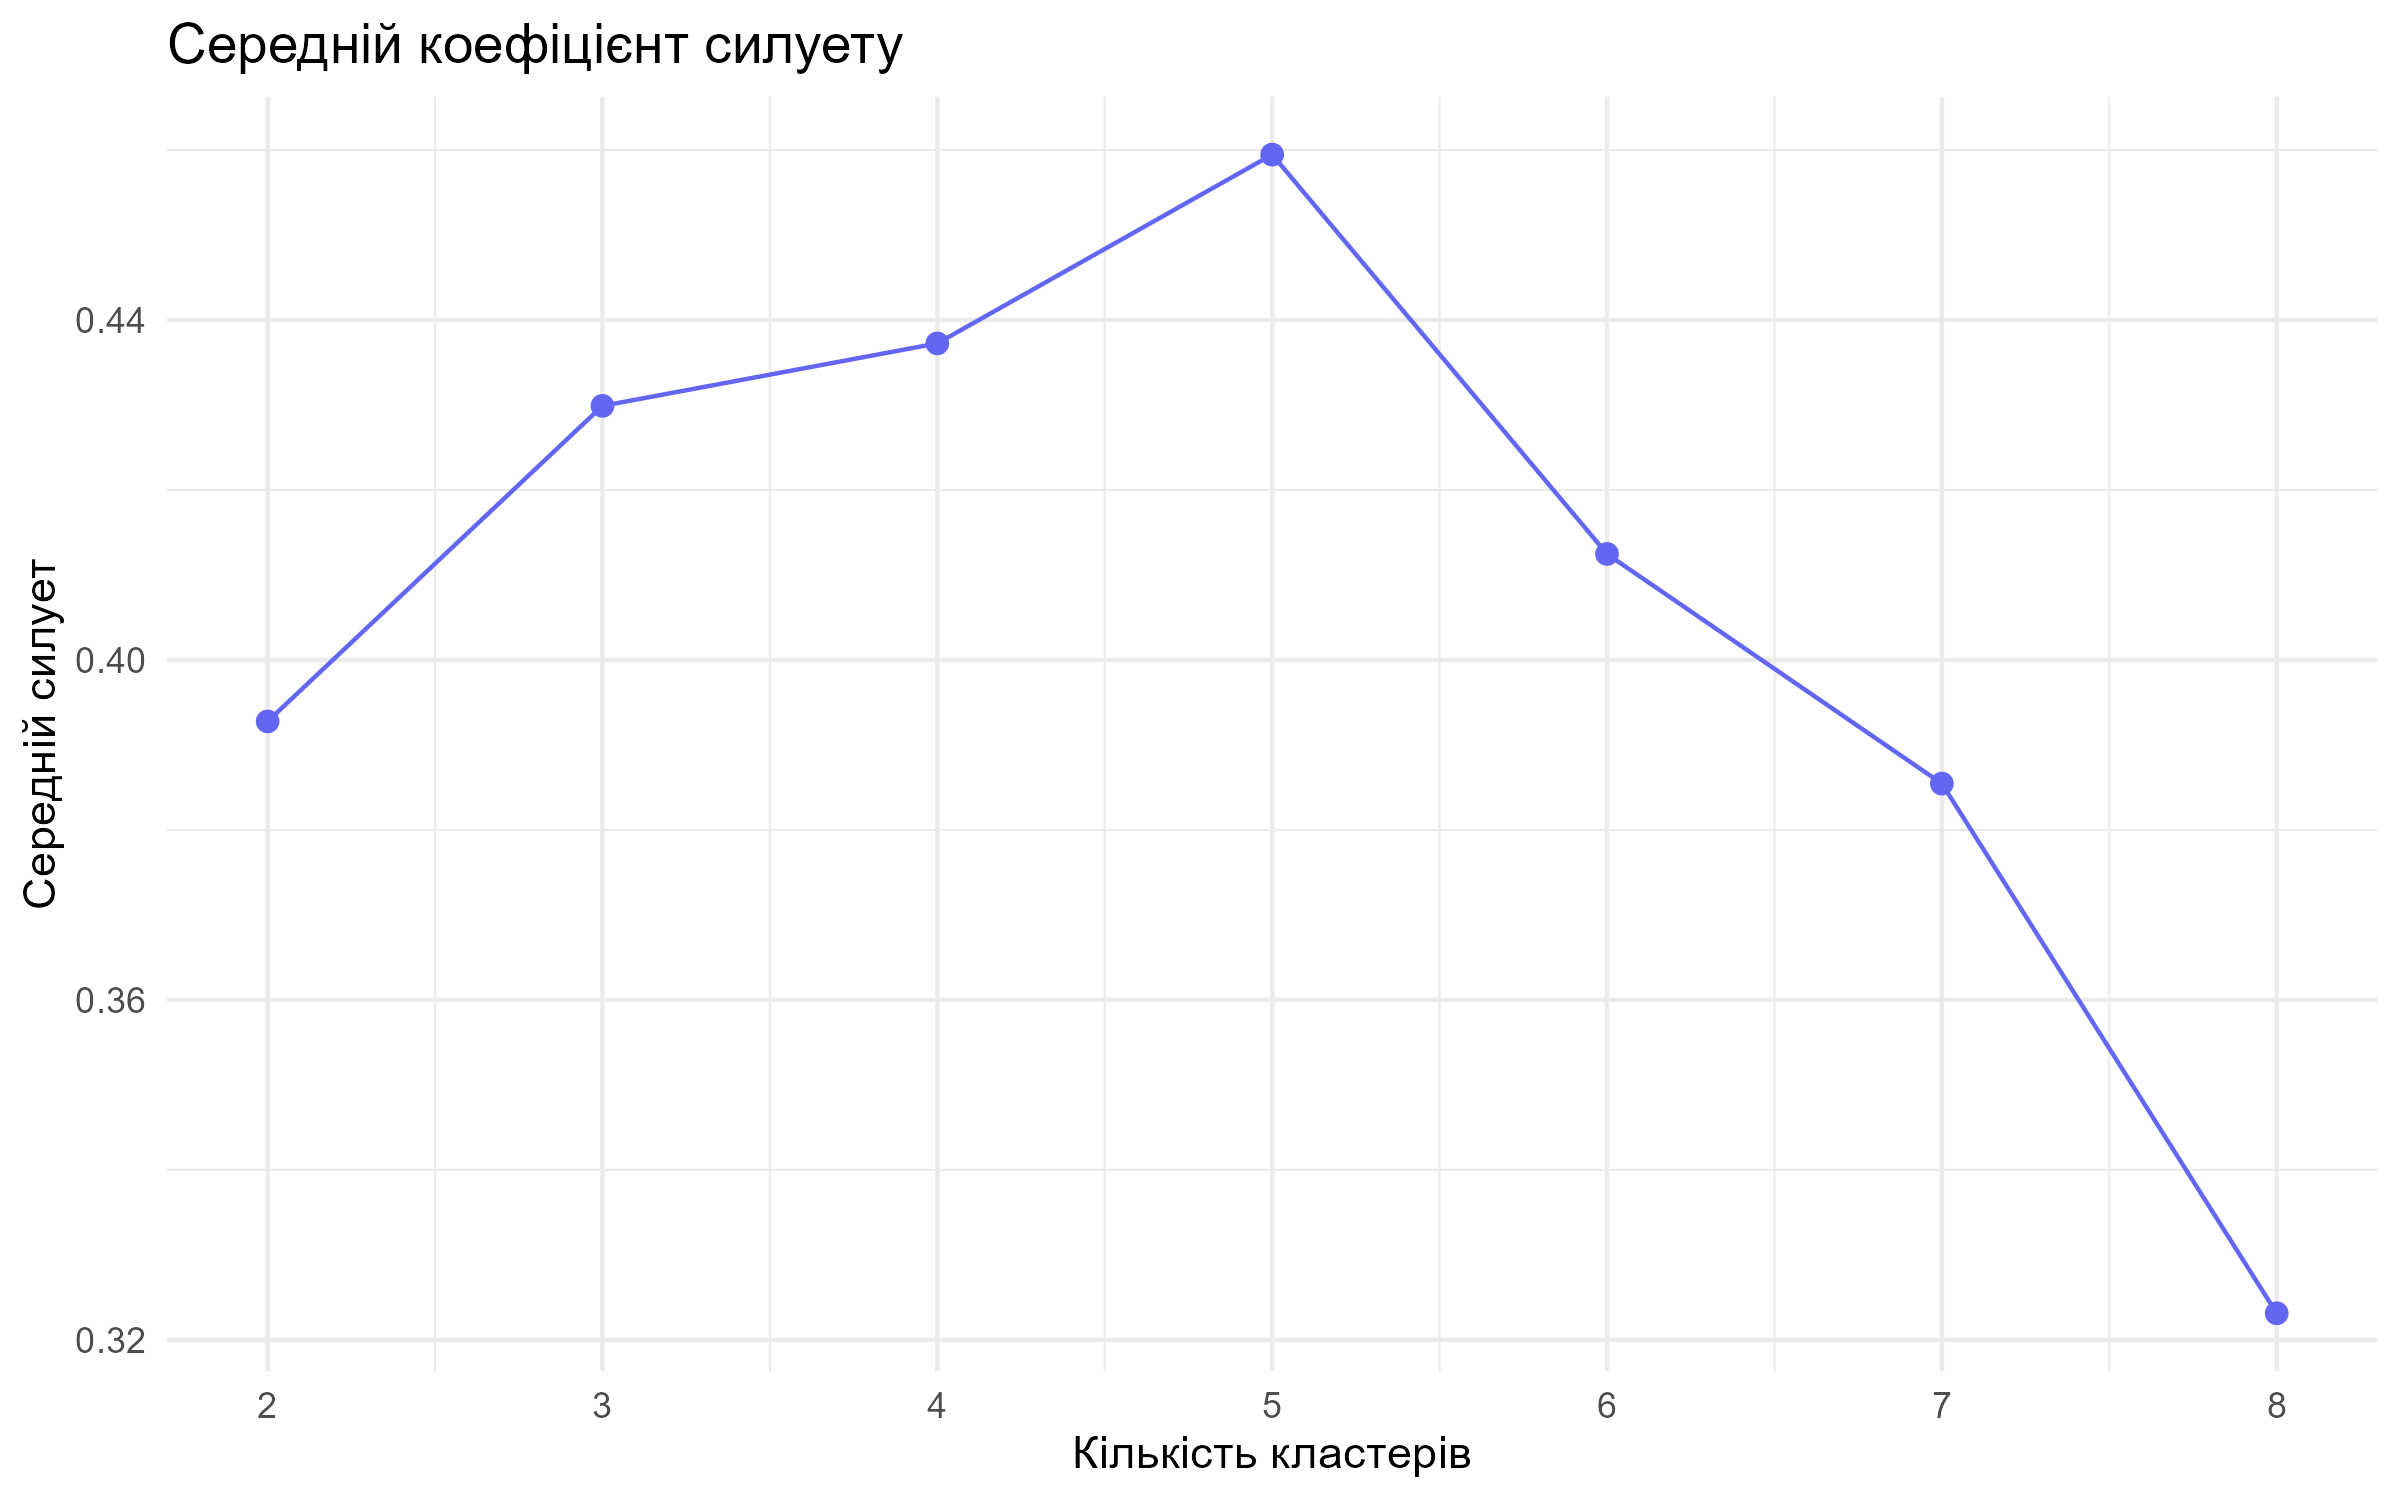 Середній коефіцієнт силуету
Середній силует
0.44
0.40
0.36
0.32
2 3 4 5 6 7 8
Кількість кластерів